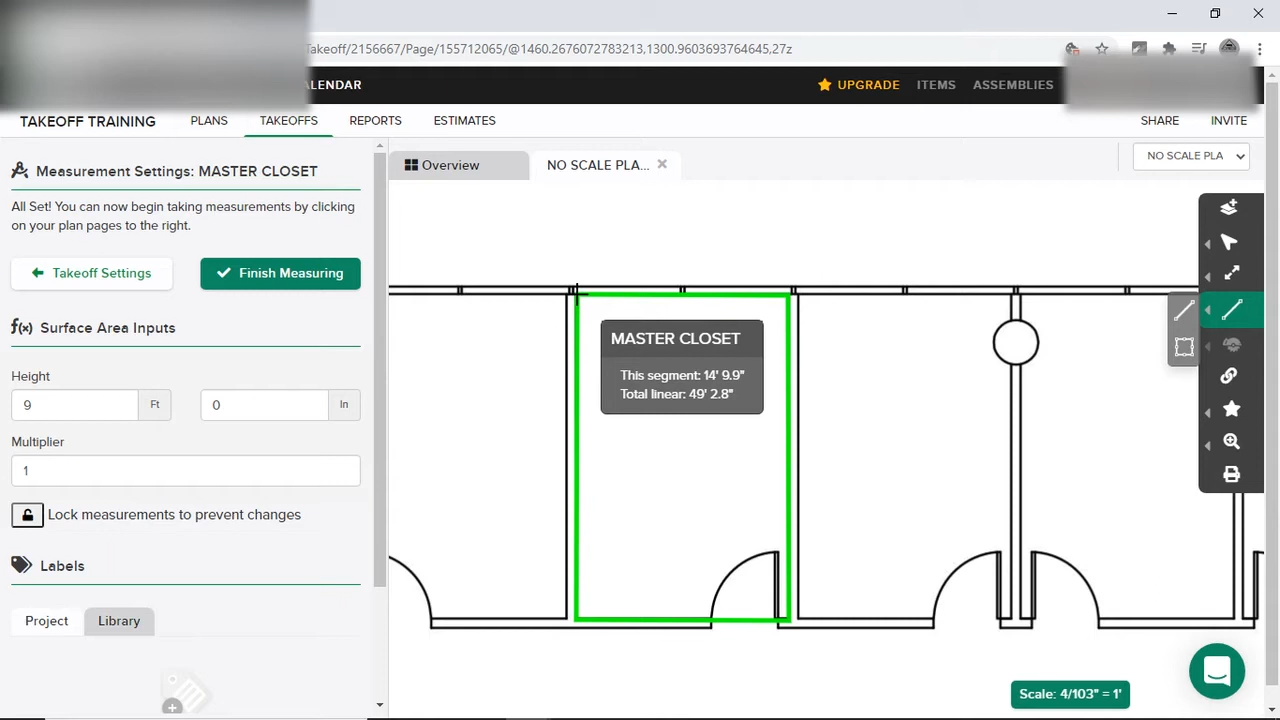 Takeoff/2156667/Page/155712065/@1460.2676072783213,1300.9603693764645,27z
ALENDAR
UPGRADE
ITEMS
ASSEMBLIES
TAKEOFF TRAINING
PLANS
TAKEOFFS
REPORTS
ESTIMATES
SHARE
INVITE
Measurement Settings: MASTER CLOSET
All Set! You can now begin taking measurements by clicking
on your plan pages to the right.
Takeoff Settings
Finish Measuring
f(x) Surface Area Inputs
Height
9
Ft
0
In
Multiplier
1
Lock measurements to prevent changes
Labels
Project
Library
Overview
NO SCALE PLA...
NO SCALE PLA
MASTER CLOSET
This segment: 14' 9.9"
Total linear: 49' 2.8"
Scale: 4/103" = 1'